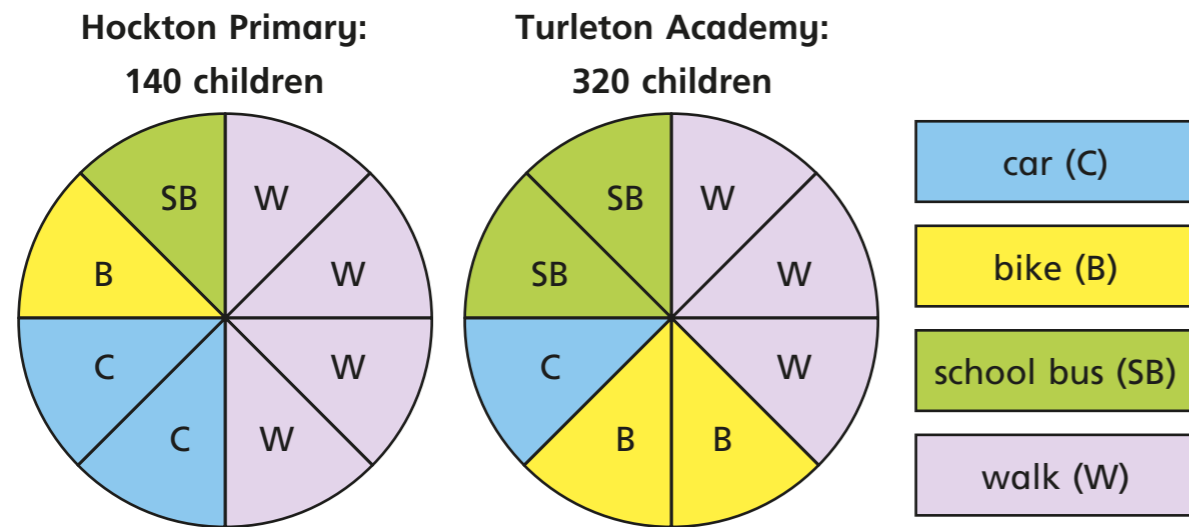 Hockton Primary:
140 children
SB
W
B
W
C
W
C
W
Turleton Academy:
320 children
SB
W
SB
W
C
W
B
B
car (C)
bike (B)
school bus (SB)
walk (W)